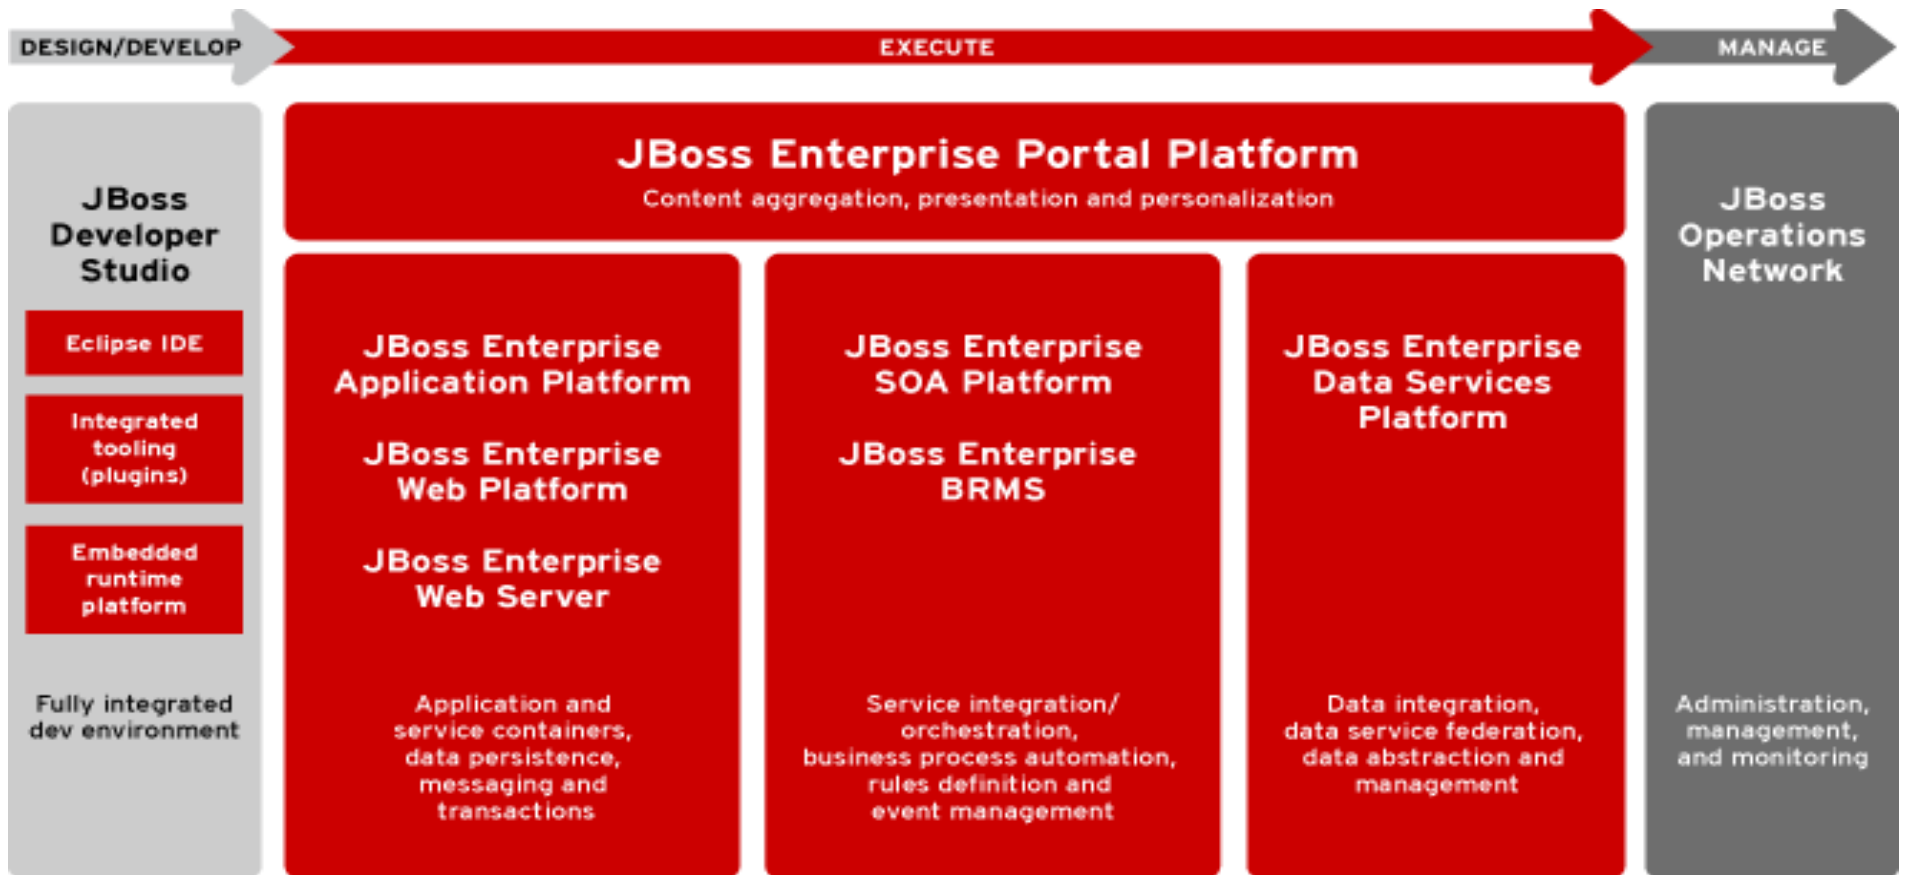 DESIGN/DEVELOP
EXECUTE
MANAGE
JBoss
Developer
Studio
Eclipse IDE
Integrated
tooling
(plugins)
Embedded
runtime
platform
Fully integrated
dev environment
JBoss Enterprise Portal Platform
Content aggregation, presentation and personalization
JBoss Enterprise
Application Platform
JBoss Enterprise
Web Platform
JBoss Enterprise
Web Server
Application and
service containers,
data persistence,
messaging and
transactions
JBoss Enterprise
SOA Platform
JBoss Enterprise
BRMS
Service integration/
orchestration,
business process automation,
rules definition and
event management
JBoss Enterprise
Data Services
Platform
Data integration,
data service federation,
data abstraction and
management
JBoss
Operations
Network
Administration,
management,
and monitoring